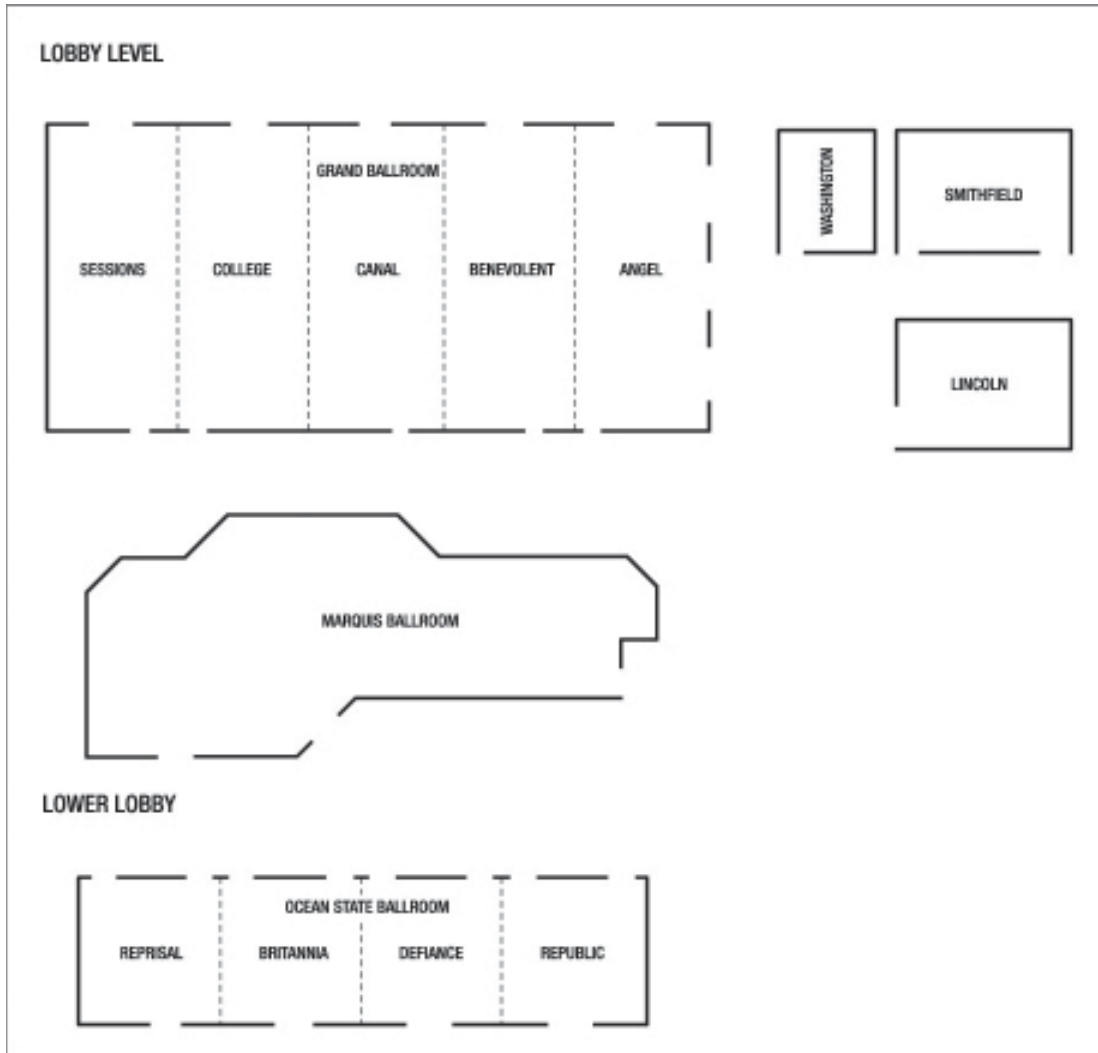 LOBBY LEVEL
GRAND BALLROOM
SESSIONS
COLLEGE
CANAL
BENEVOLENT
ANGEL
WASHINGTON
SMITHFIELD
LINCOLN
MARQUIS BALLROOM
LOWER LOBBY
OCEAN STATE BALLROOM
REPRISAL
BRITANNIA
DEFIANCE
REPUBLIC